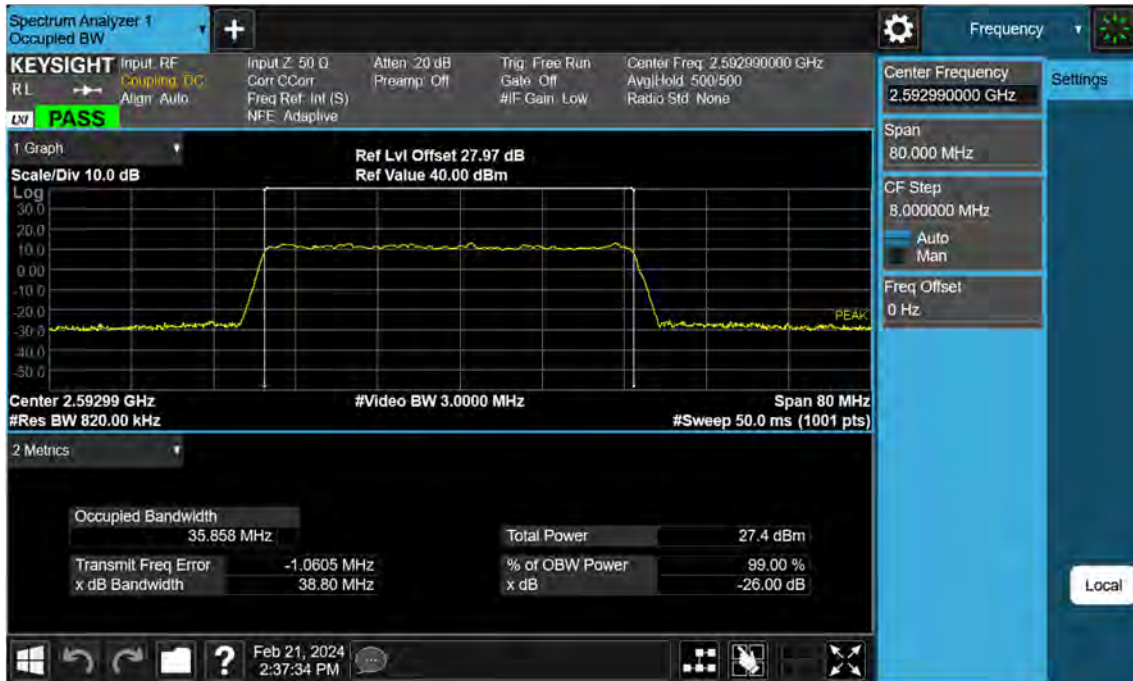 Spectrum Analyzer 1
Occupied BW
+
Frequency
KEYSIGHT Input: RF Input Z: 50 Ω Atten: 20 dB Trig: Free Run Center Freq: 2.592990000 GHz
RL Coupling: DC Corr CCorr Preamp: Off Gate: Off Avg|Hold: 500/500
Align: Auto Freq Ref: Int (S) #IF Gain: Low Radio Std: None
LXI PASS NFE: Adaptive
Center Frequency
2.592990000 GHz
Settings
Span
80.000 MHz
CF Step
8.000000 MHz
Auto
Man
Freq Offset
0 Hz
1 Graph
Ref Lvl Offset 27.97 dB
Scale/Div 10.0 dB Ref Value 40.00 dBm
Log
30.0
20.0
10.0
0.00
-10.0
-20.0
-30.0
-40.0
-50.0
PEAK
Center 2.59299 GHz #Video BW 3.0000 MHz Span 80 MHz
#Res BW 820.00 kHz #Sweep 50.0 ms (1001 pts)
2 Metrics
Occupied Bandwidth
35.858 MHz
Total Power 27.4 dBm
Transmit Freq Error -1.0605 MHz % of OBW Power 99.00 %
x dB Bandwidth 38.80 MHz x dB -26.00 dB
Local
?
Feb 21, 2024
2:37:34 PM